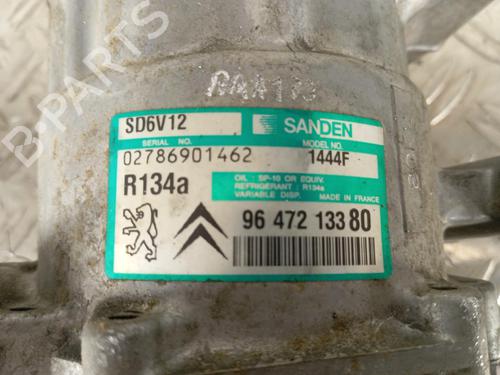 SD6V12
SANDEN
SERIAL NO.
MODEL NO.
02786901462
1444F
R134a
OIL : SP-10 OR EQUIV.
REFRIGERANT : R134a
VARIABLE DISP. MADE IN FRANCE
96 472 133 80